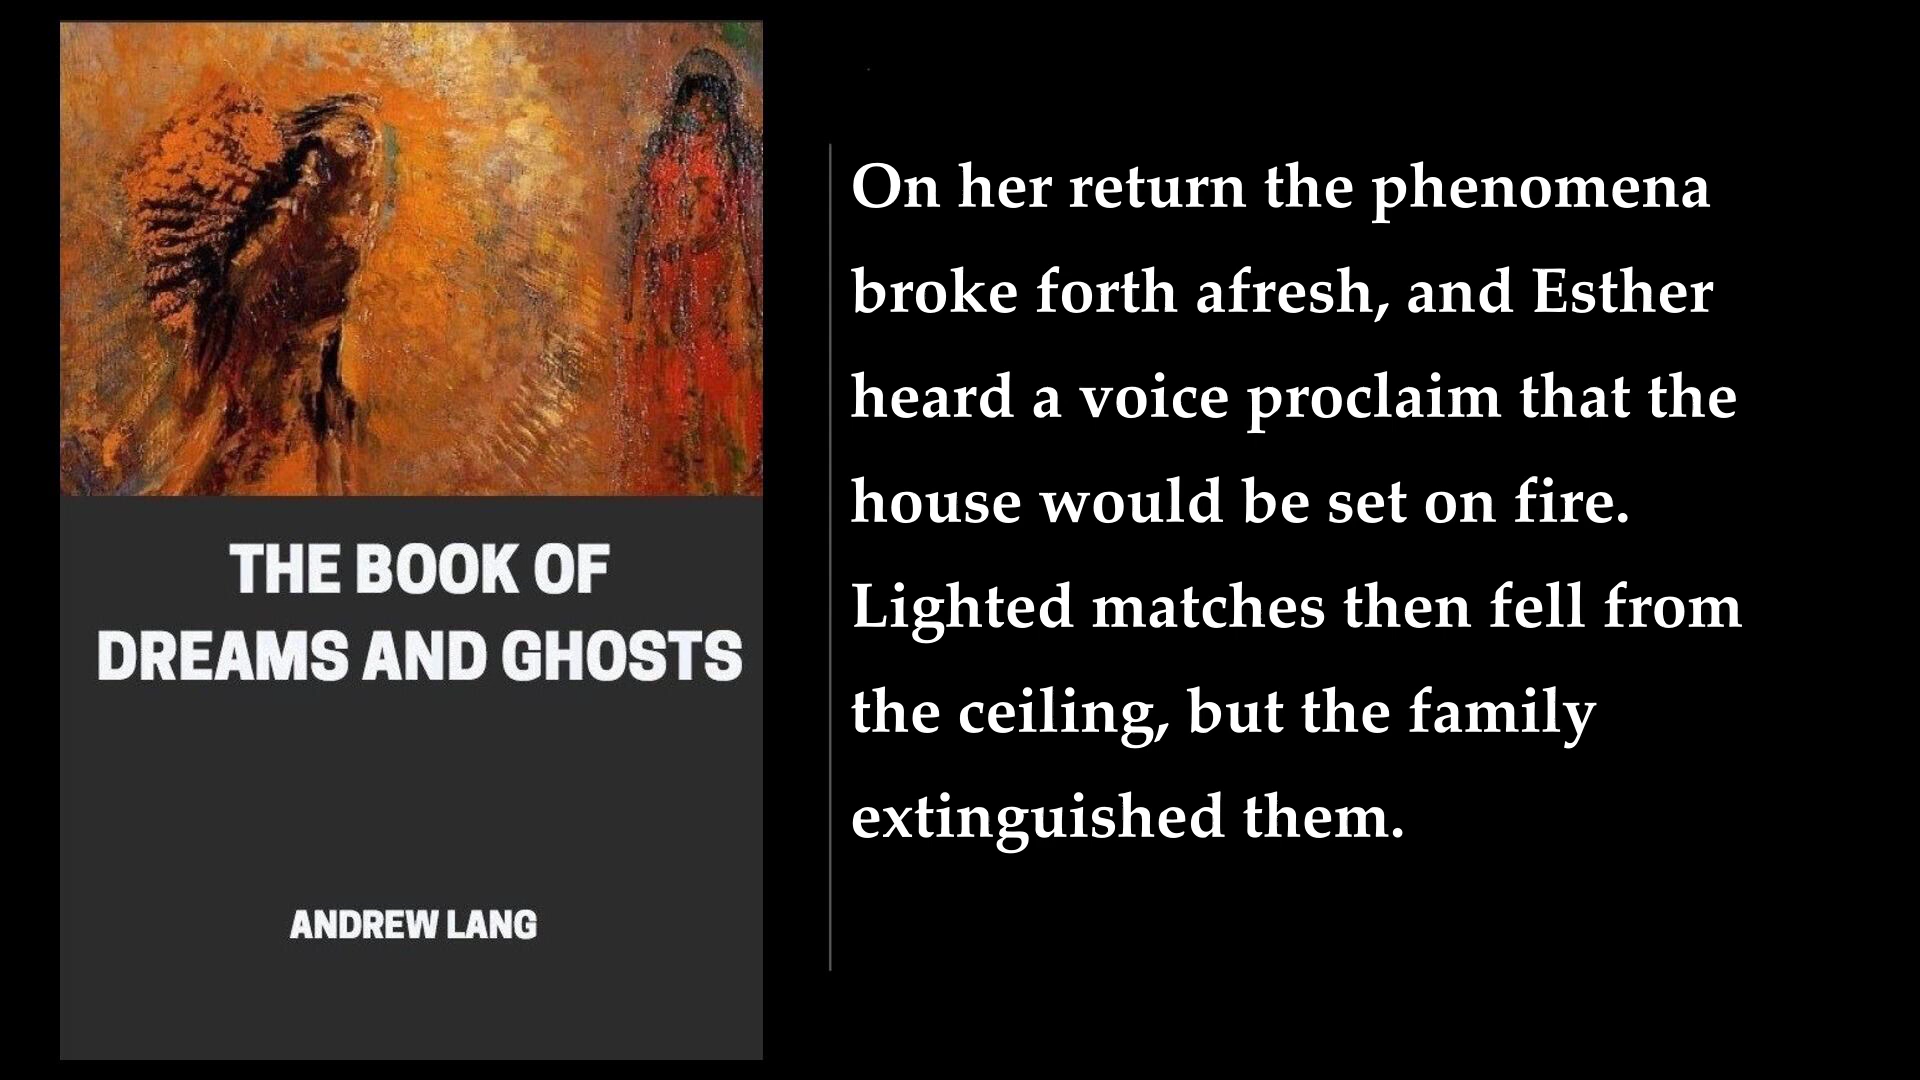 THE BOOK OF
DREAMS AND GHOSTS
ANDREW LANG
On her return the phenomena
broke forth afresh, and Esther
heard a voice proclaim that the
house would be set on fire.
Lighted matches then fell from
the ceiling, but the family
extinguished them.